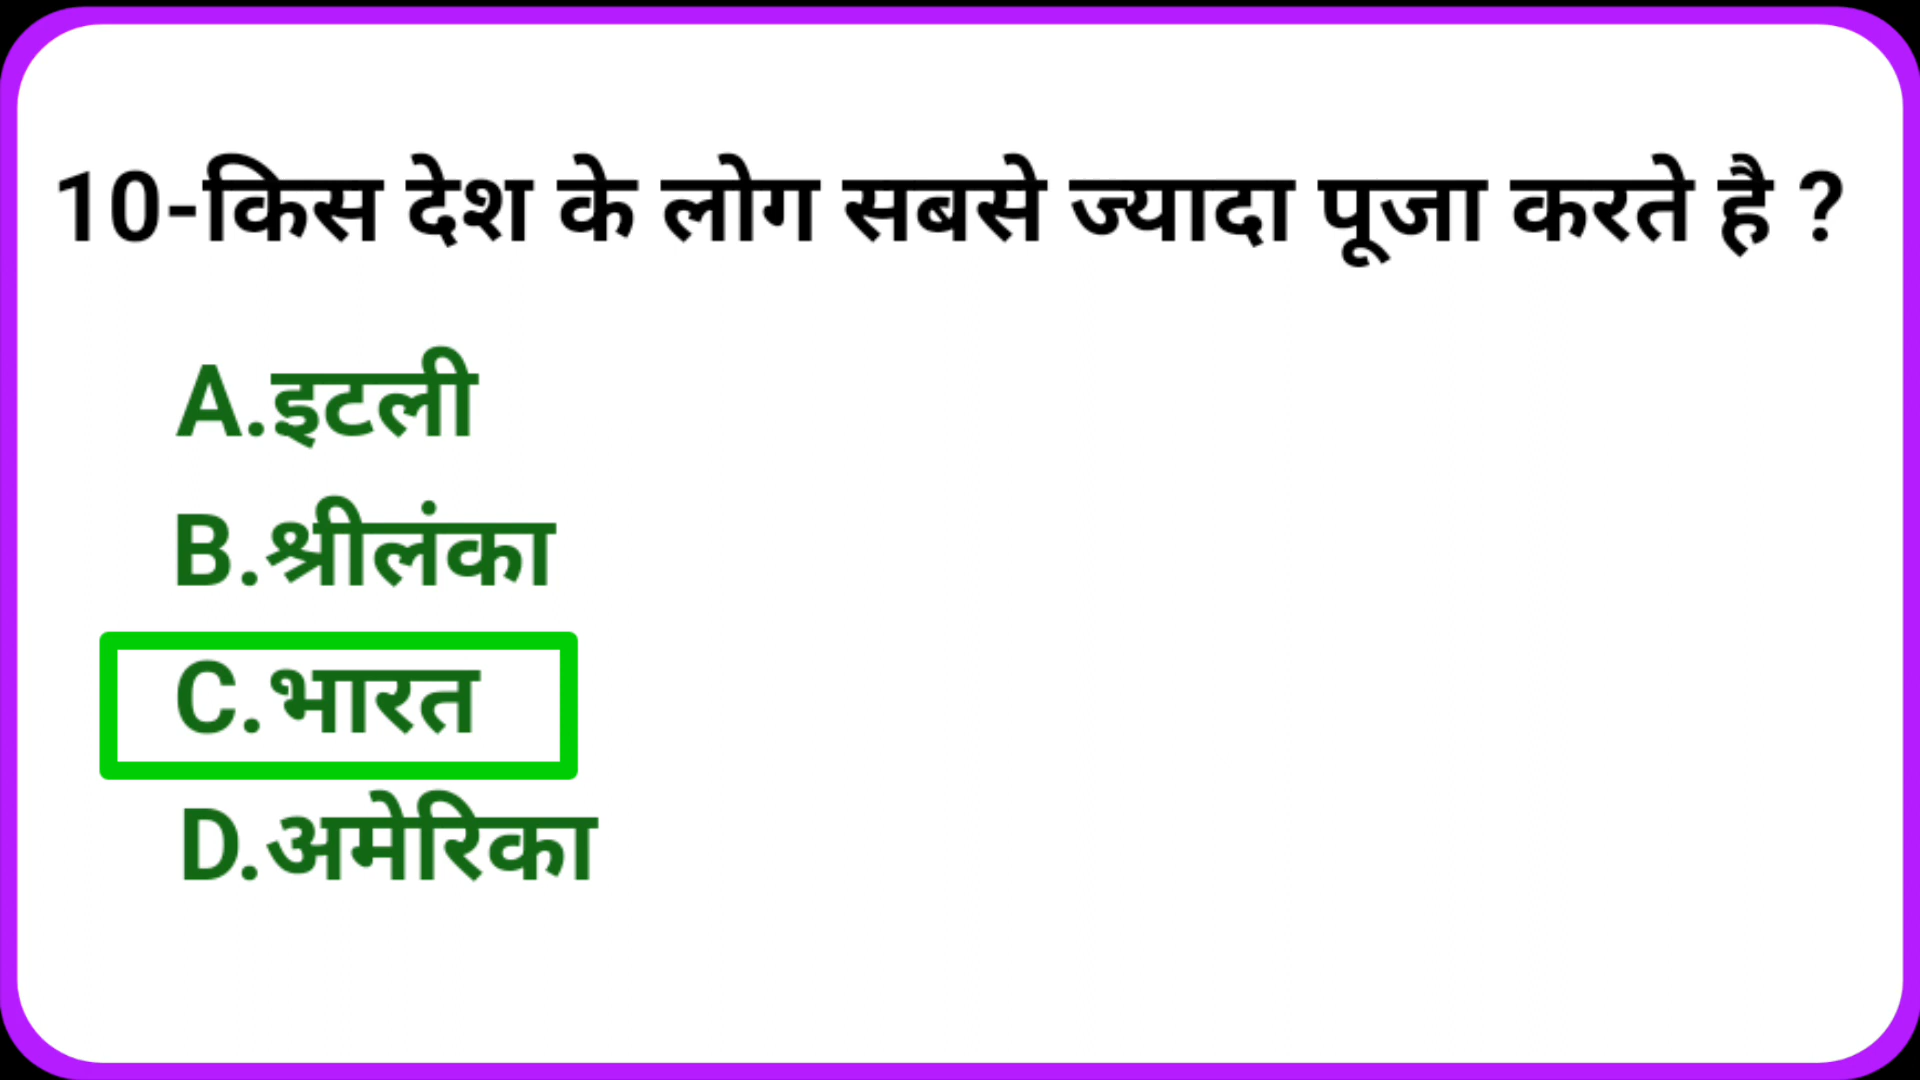 10-किस देश के लोग सबसे ज्यादा पूजा करते है ?
A.इटली
B.श्रीलंका
C.भारत
D.अमेरिका